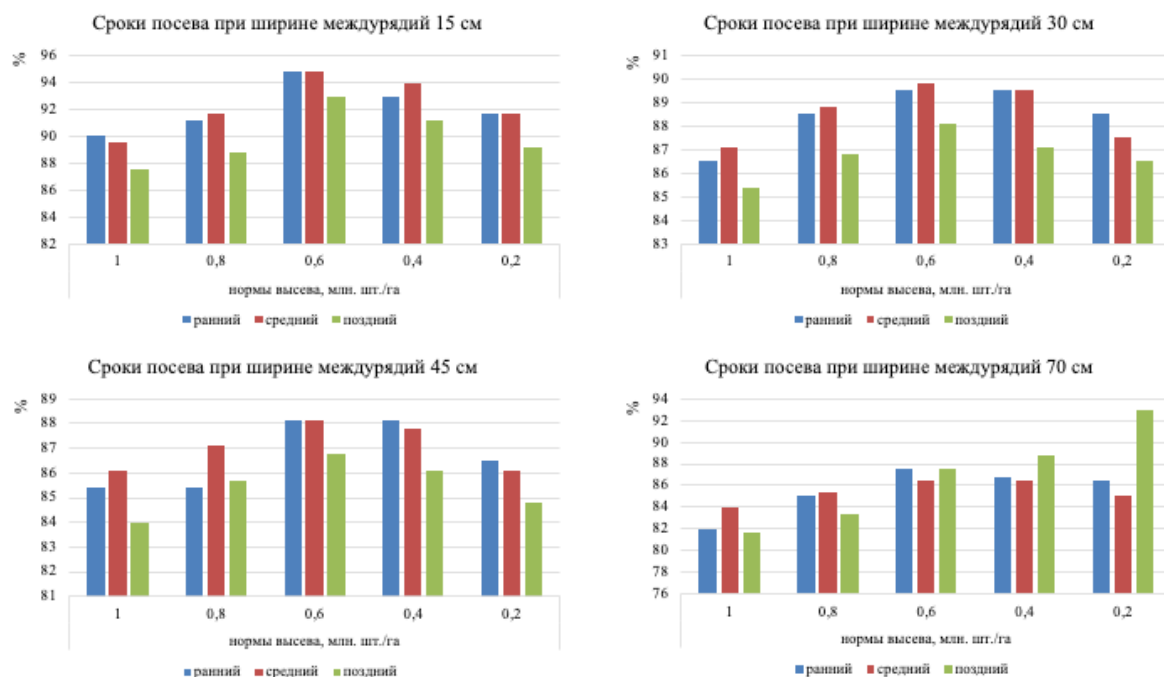 Сроки посева при ширине междурядий 15 см
%
96
94
92
90
88
86
84
82
1 0,8 0,6 0,4 0,2
нормы высева, млн. шт./га
ранний средний поздний
Сроки посева при ширине междурядий 30 см
%
91
90
89
88
87
86
85
84
83
1 0,8 0,6 0,4 0,2
нормы высева, млн. шт./га
ранний средний поздний
Сроки посева при ширине междурядий 45 см
%
89
88
87
86
85
84
83
82
81
1 0,8 0,6 0,4 0,2
нормы высева, млн. шт./га
ранний средний поздний
Сроки посева при ширине междурядий 70 см
%
94
92
90
88
86
84
82
80
78
76
1 0,8 0,6 0,4 0,2
нормы высева, млн. шт./га
ранний средний поздний